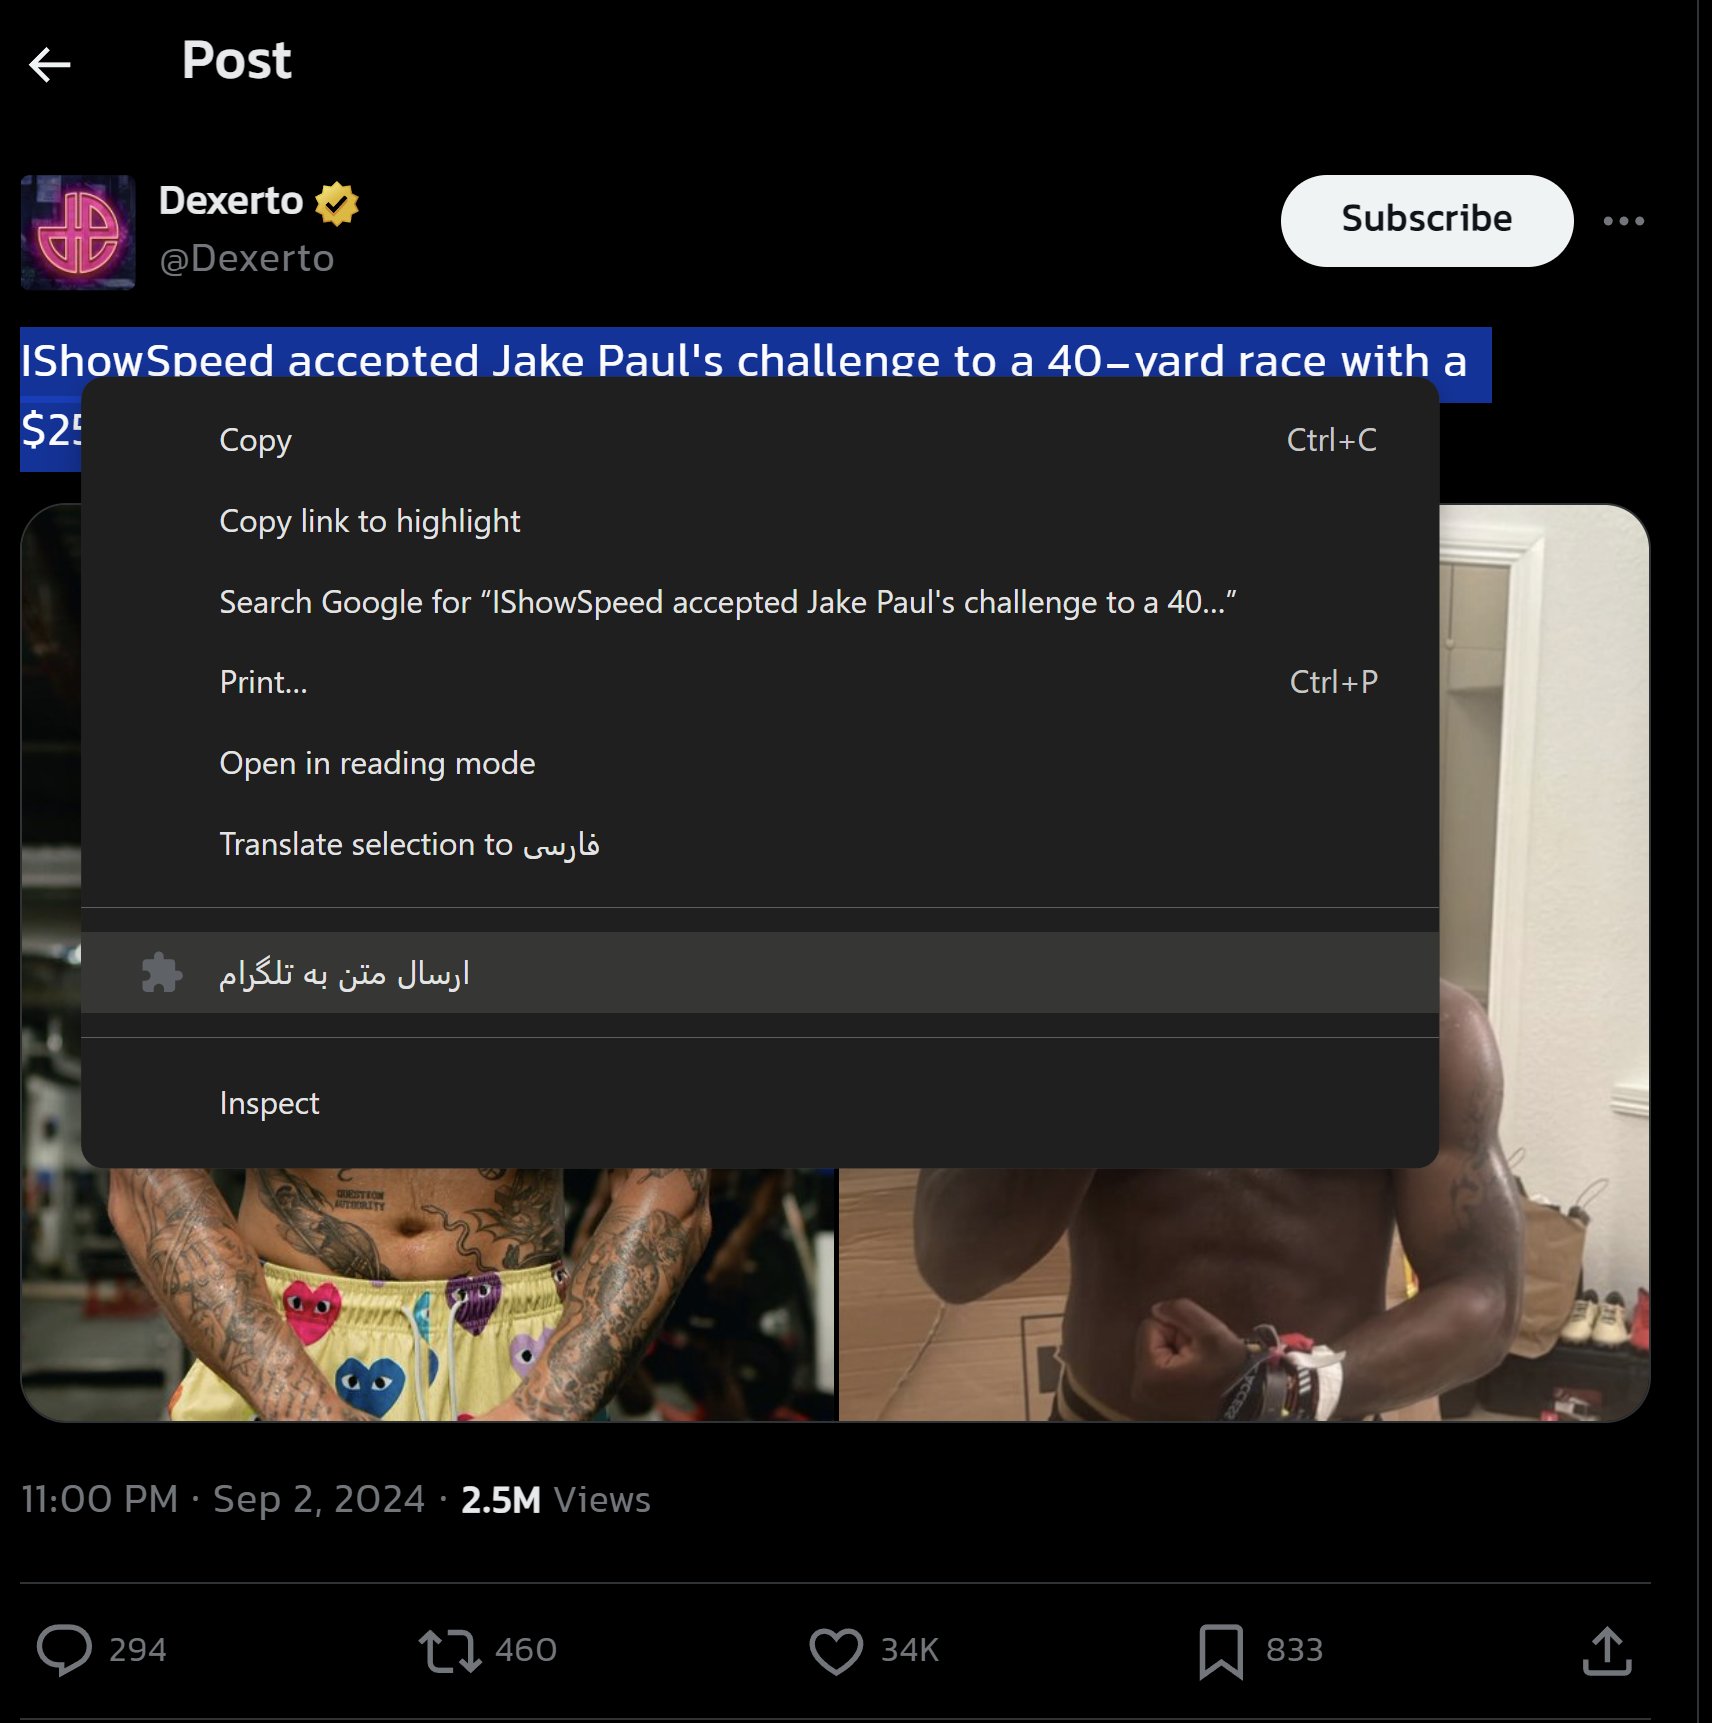 Post
Dexerto
@Dexerto
Subscribe
IShowSpeed accepted Jake Paul's challenge to a 40-yard race with a
Copy Ctrl+C
Copy link to highlight
Search Google for “IShowSpeed accepted Jake Paul's challenge to a 40...”
Print... Ctrl+P
Open in reading mode
Translate selection to فارسی
ارسال متن به تلگرام
Inspect
QUESTION
AUTHORITY
11:00 PM · Sep 2, 2024 · 2.5M Views
294 460 34K 833